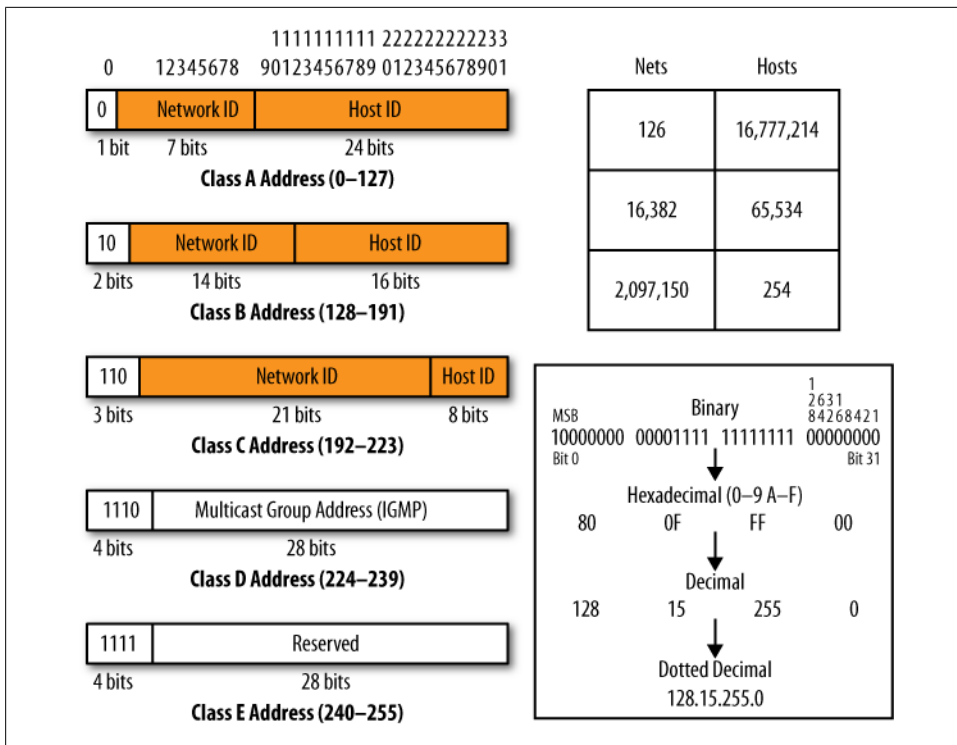 1111111111 222222222233
0 12345678 90123456789 012345678901
0 Network ID Host ID
1 bit 7 bits 24 bits
Class A Address (0–127)
10 Network ID Host ID
2 bits 14 bits 16 bits
Class B Address (128–191)
110 Network ID Host ID
3 bits 21 bits 8 bits
Class C Address (192–223)
1110 Multicast Group Address (IGMP)
4 bits 28 bits
Class D Address (224–239)
1111 Reserved
4 bits 28 bits
Class E Address (240–255)
Nets Hosts
126 16,777,214
16,382 65,534
2,097,150 254
1
2631
MSB Binary 84268421
10000000 00001111 11111111 00000000
Bit 0 Bit 31
Hexadecimal (0–9 A–F)
80 0F FF 00
Decimal
128 15 255 0
Dotted Decimal
128.15.255.0